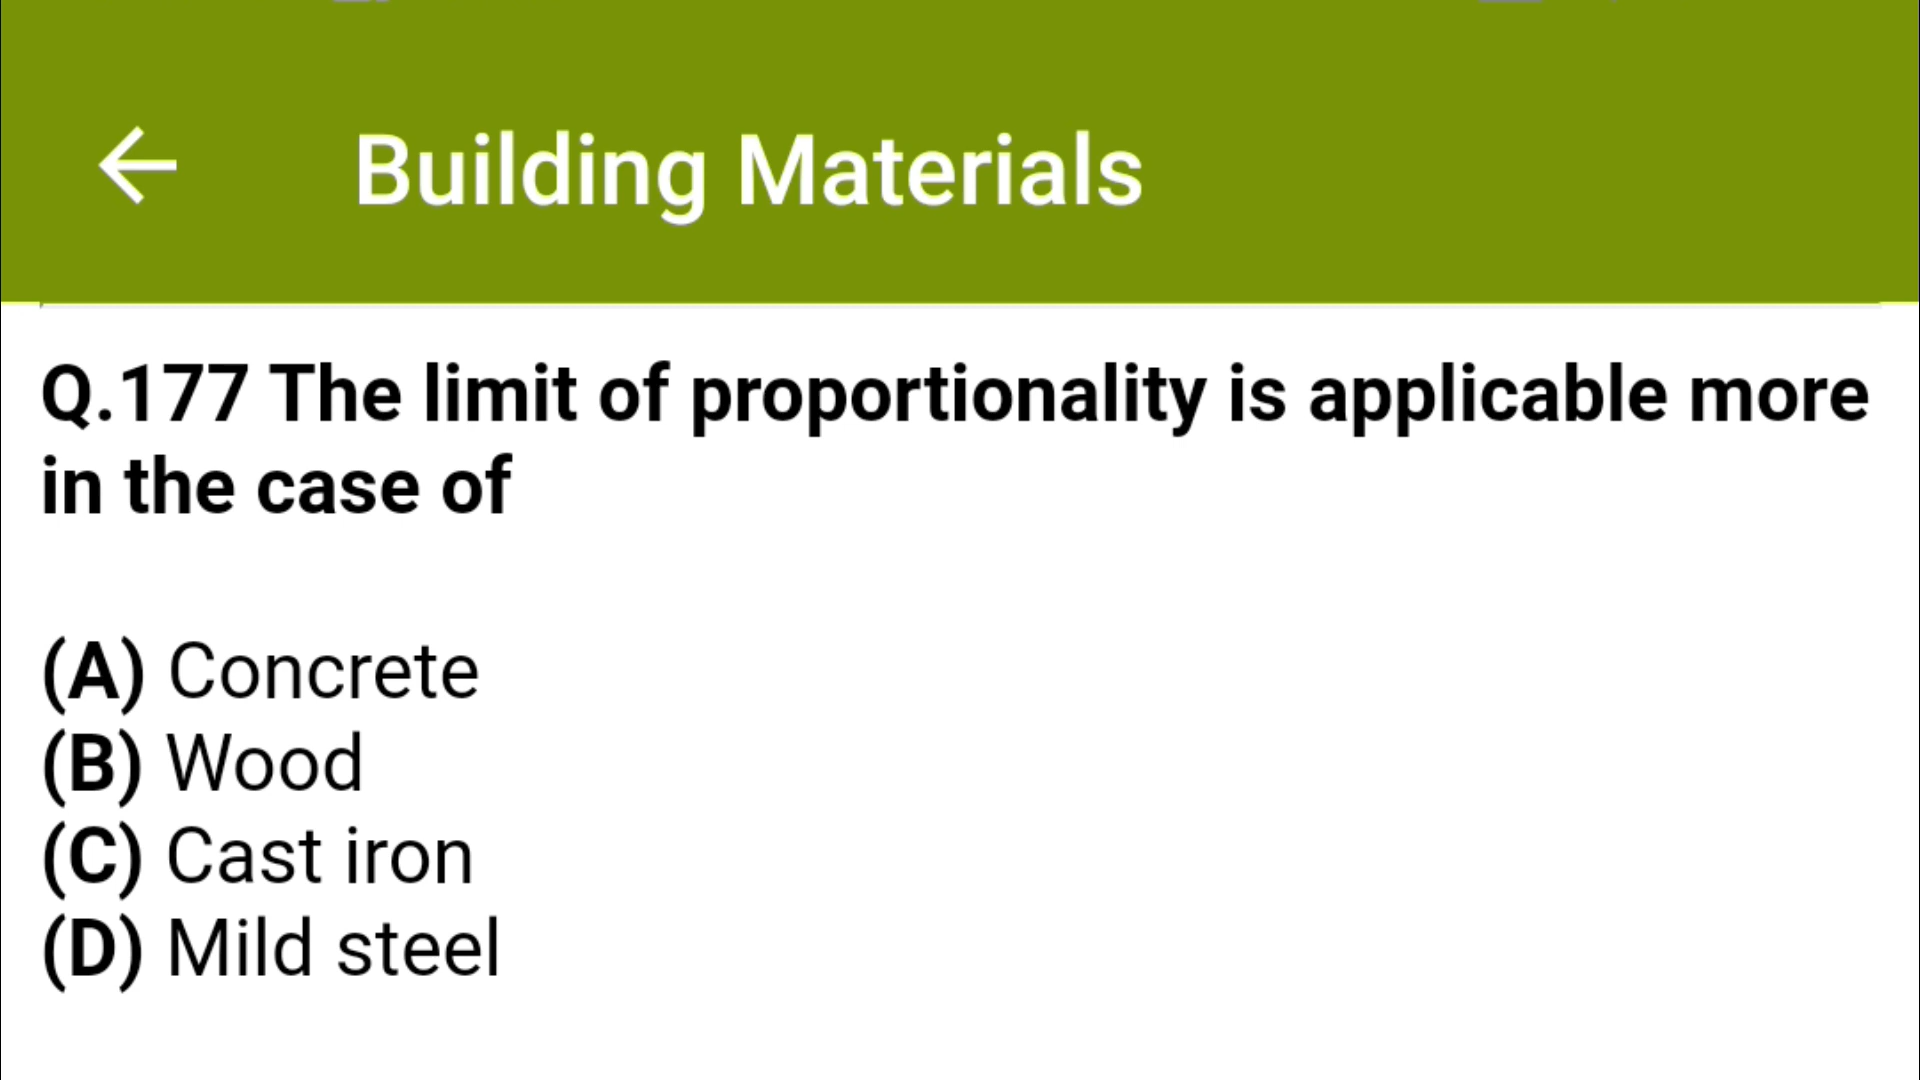 Building Materials
Q.177 The limit of proportionality is applicable more
in the case of
(A) Concrete
(B) Wood
(C) Cast iron
(D) Mild steel